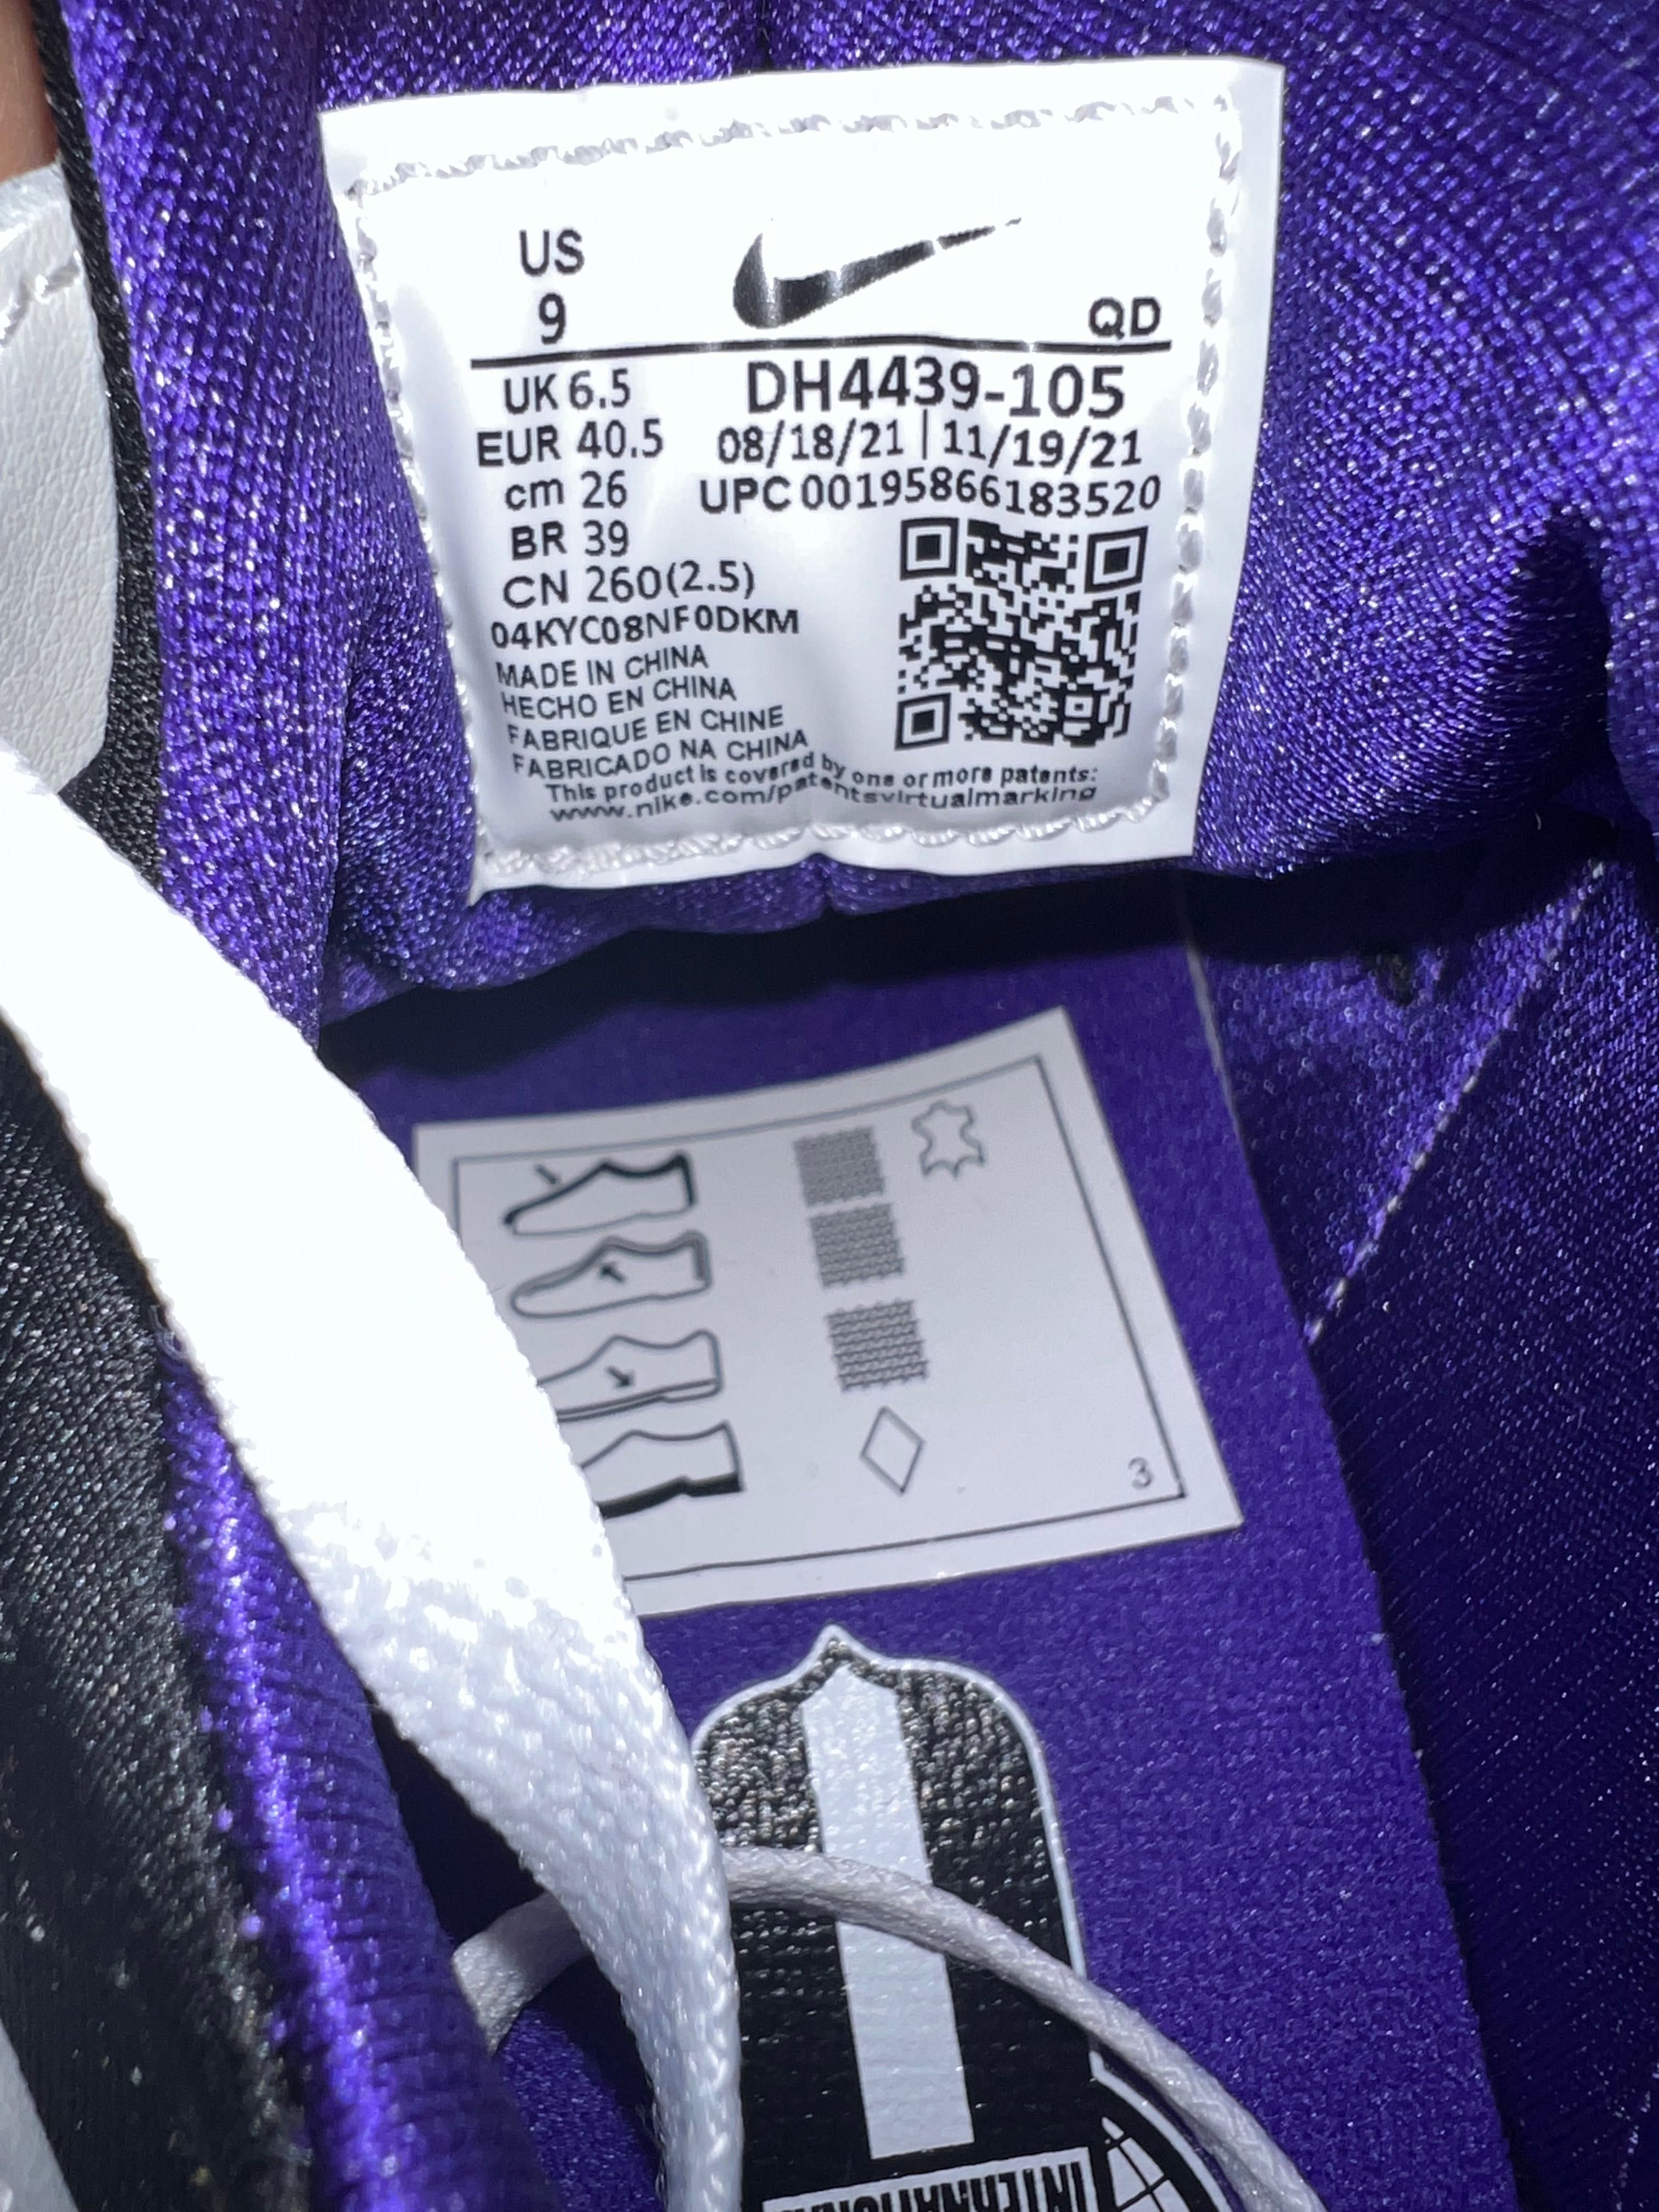 US
9
QD
UK 6.5
DH4439-105
EUR 40.5
08/18/21 | 11/19/21
cm 26
UPC 00195866183520
BR 39
CN 260(2.5)
04KYC08NF0DKM
MADE IN CHINA
HECHO EN CHINA
FABRIQUE EN CHINE
FABRICADO NA CHINA
This product is covered by one or more patents:
www.nike.com/patentsvirtualmarking
3